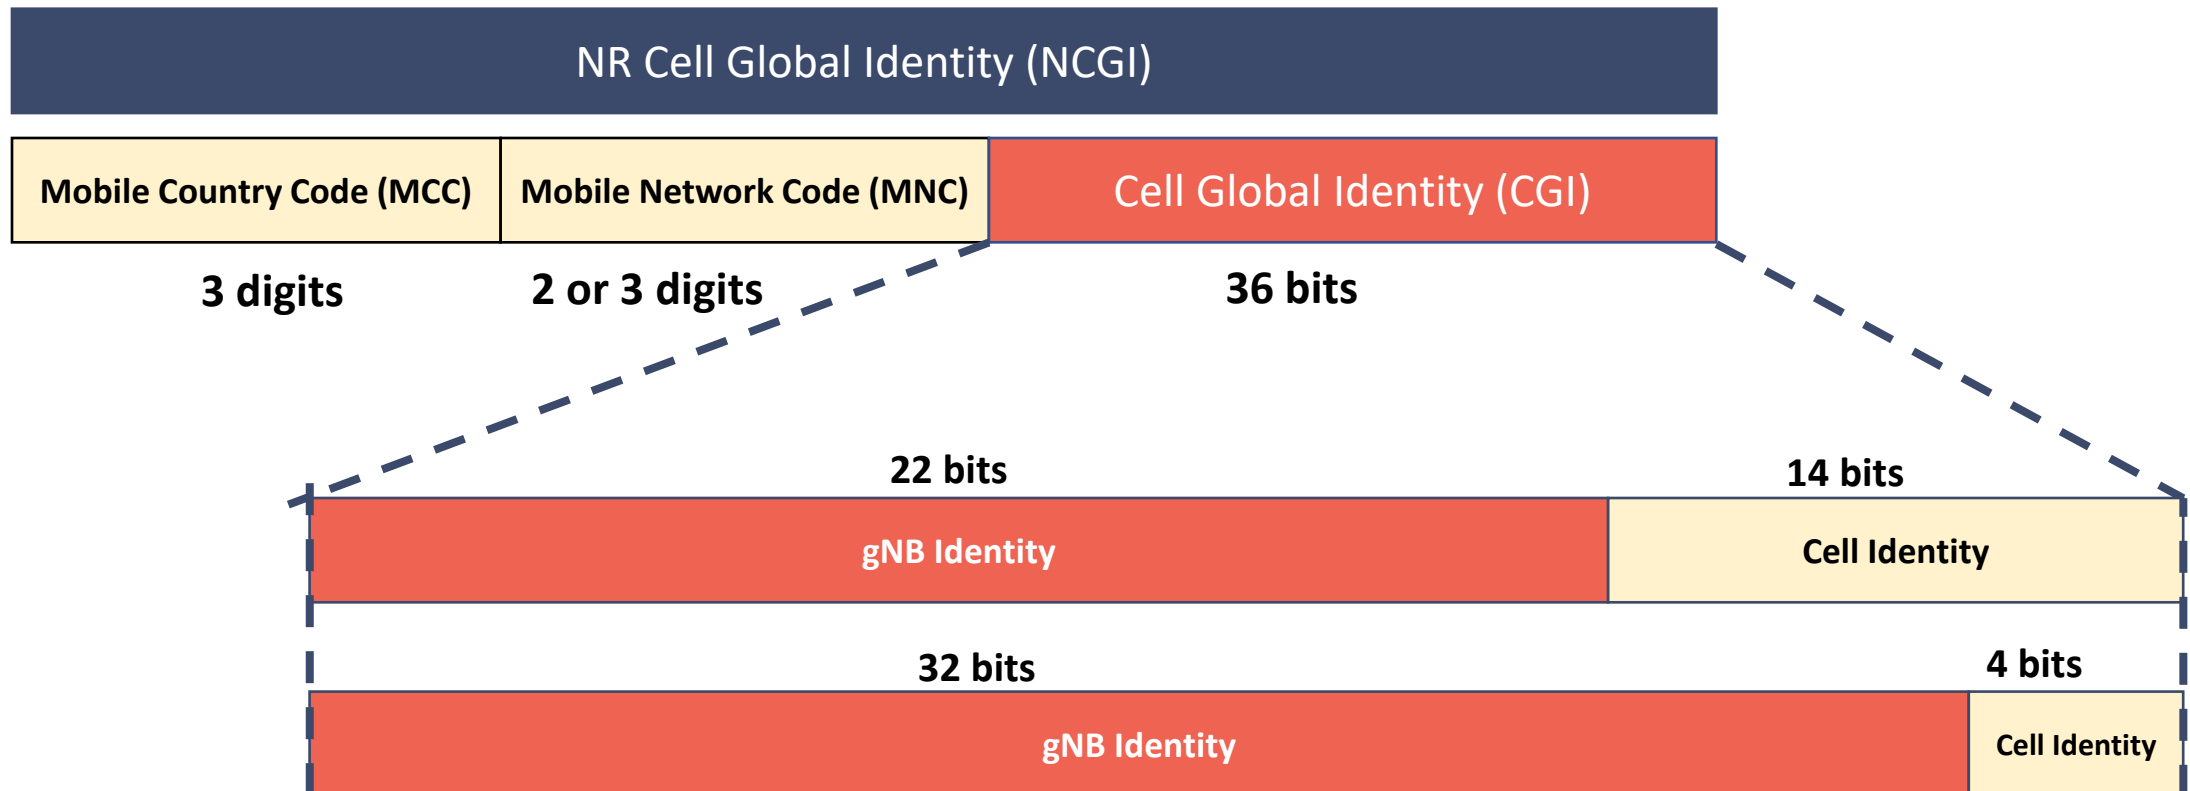 NR Cell Global Identity (NCGI)
Mobile Country Code (MCC)
Mobile Network Code (MNC)
Cell Global Identity (CGI)
3 digits
2 or 3 digits
36 bits
22 bits
14 bits
gNB Identity
Cell Identity
32 bits
4 bits
gNB Identity
Cell Identity